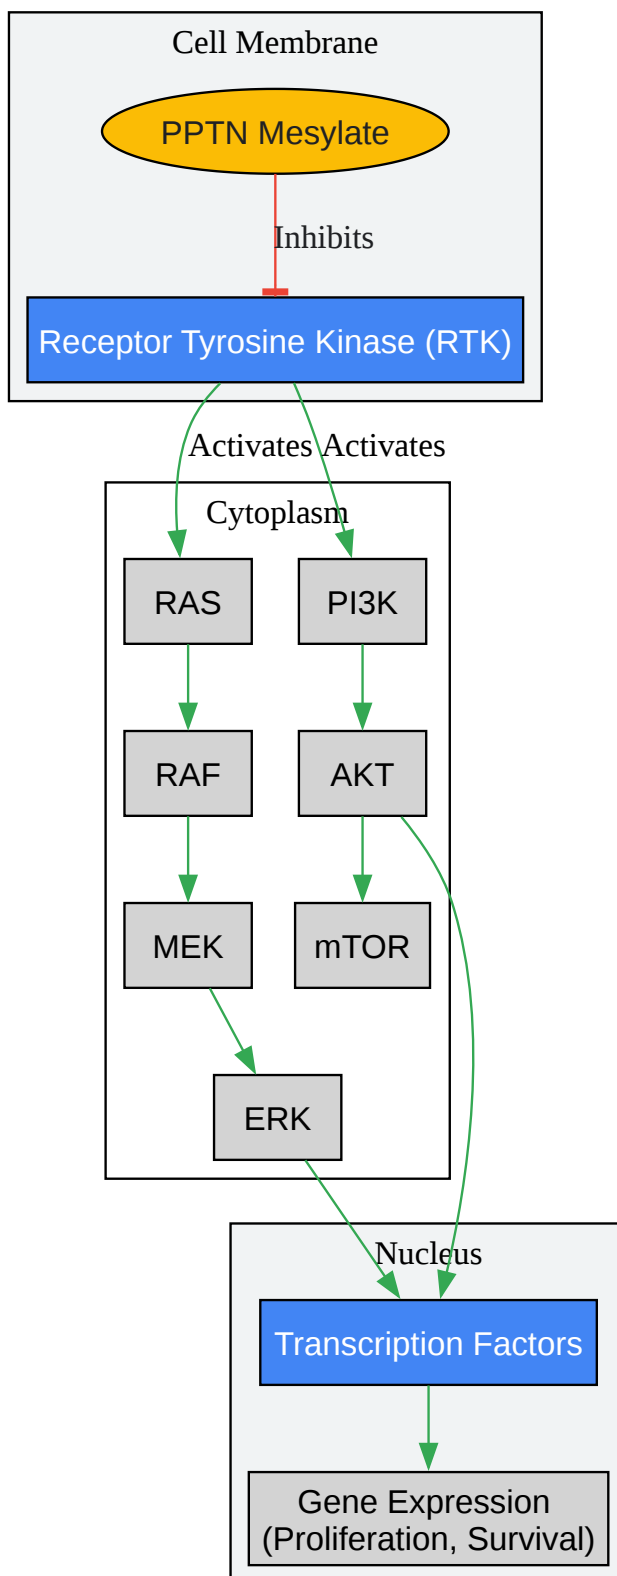 Cell Membrane
PPTN Mesylate
Inhibits
Receptor Tyrosine Kinase (RTK)
Activates
Activates
Cytoplasm
RAS
PI3K
RAF
AKT
MEK
mTOR
ERK
Nucleus
Transcription Factors
Gene Expression
(Proliferation, Survival)